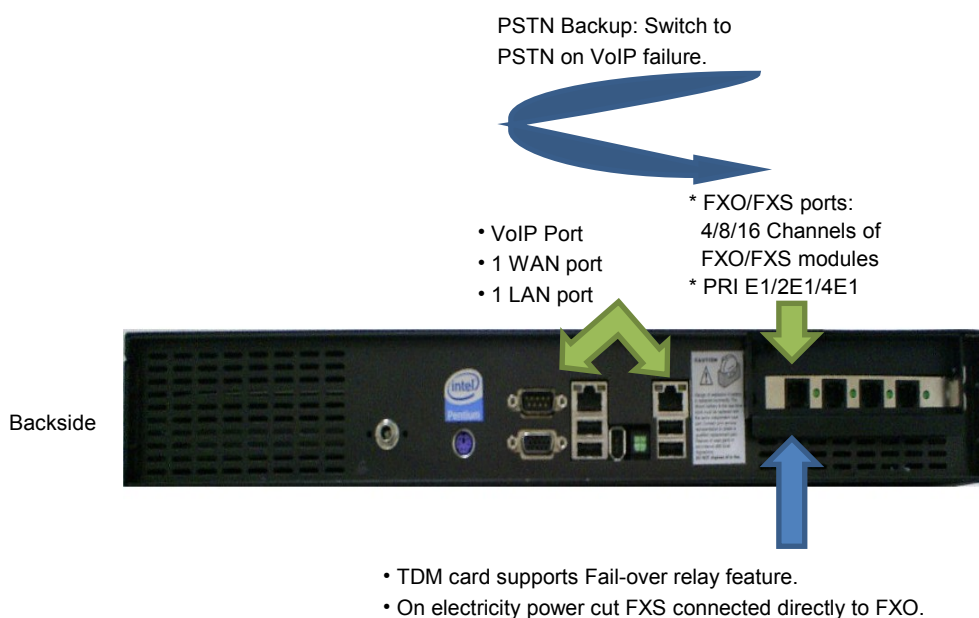 PSTN Backup: Switch to
PSTN on VoIP failure.
* FXO/FXS ports:
4/8/16 Channels of
FXO/FXS modules
* PRI E1/2E1/4E1
• VoIP Port
• 1 WAN port
• 1 LAN port
Backside
intel
Pentium
CAUTION
• TDM card supports Fail-over relay feature.
• On electricity power cut FXS connected directly to FXO.